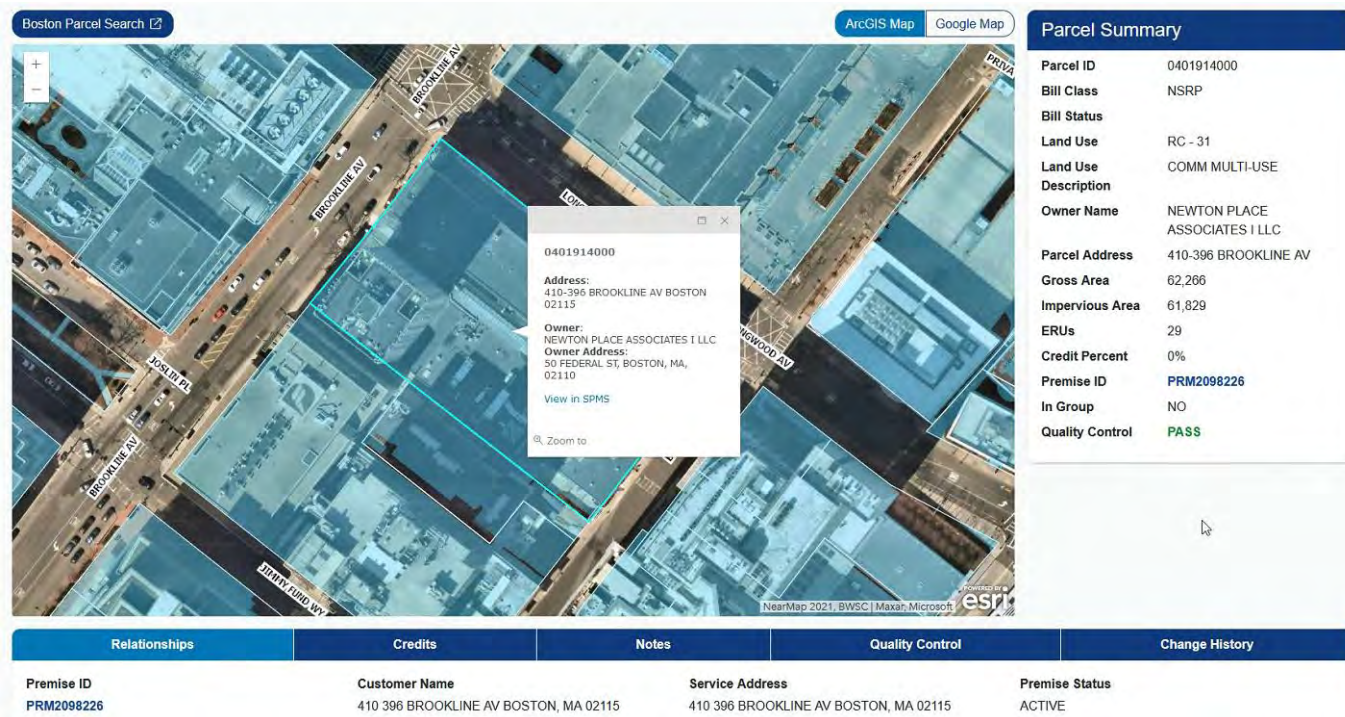 Boston Parcel Search
ArcGIS Map
Google Map
+
−
BROOKLINE AV
BROOKLINE AV
BROOKLINE AV
JOSLIN PL
JIMMY FUND WY
PRIVA
LONG
NGWOOD AV
0401914000
Address:
410-396 BROOKLINE AV BOSTON
02115
Owner:
NEWTON PLACE ASSOCIATES I LLC
Owner Address:
50 FEDERAL ST, BOSTON, MA,
02110
View in SPMS
Zoom to
NearMap 2021, BWSC | Maxar, Microsoft
POWERED BY
esri
Parcel Summary
Parcel ID 0401914000
Bill Class NSRP
Bill Status
Land Use RC - 31
Land Use COMM MULTI-USE
Description
Owner Name NEWTON PLACE
ASSOCIATES I LLC
Parcel Address 410-396 BROOKLINE AV
Gross Area 62,266
Impervious Area 61,829
ERUs 29
Credit Percent 0%
Premise ID PRM2098226
In Group NO
Quality Control PASS
Relationships Credits Notes Quality Control Change History
Premise ID Customer Name Service Address Premise Status
PRM2098226 410 396 BROOKLINE AV BOSTON, MA 02115 410 396 BROOKLINE AV BOSTON, MA 02115 ACTIVE